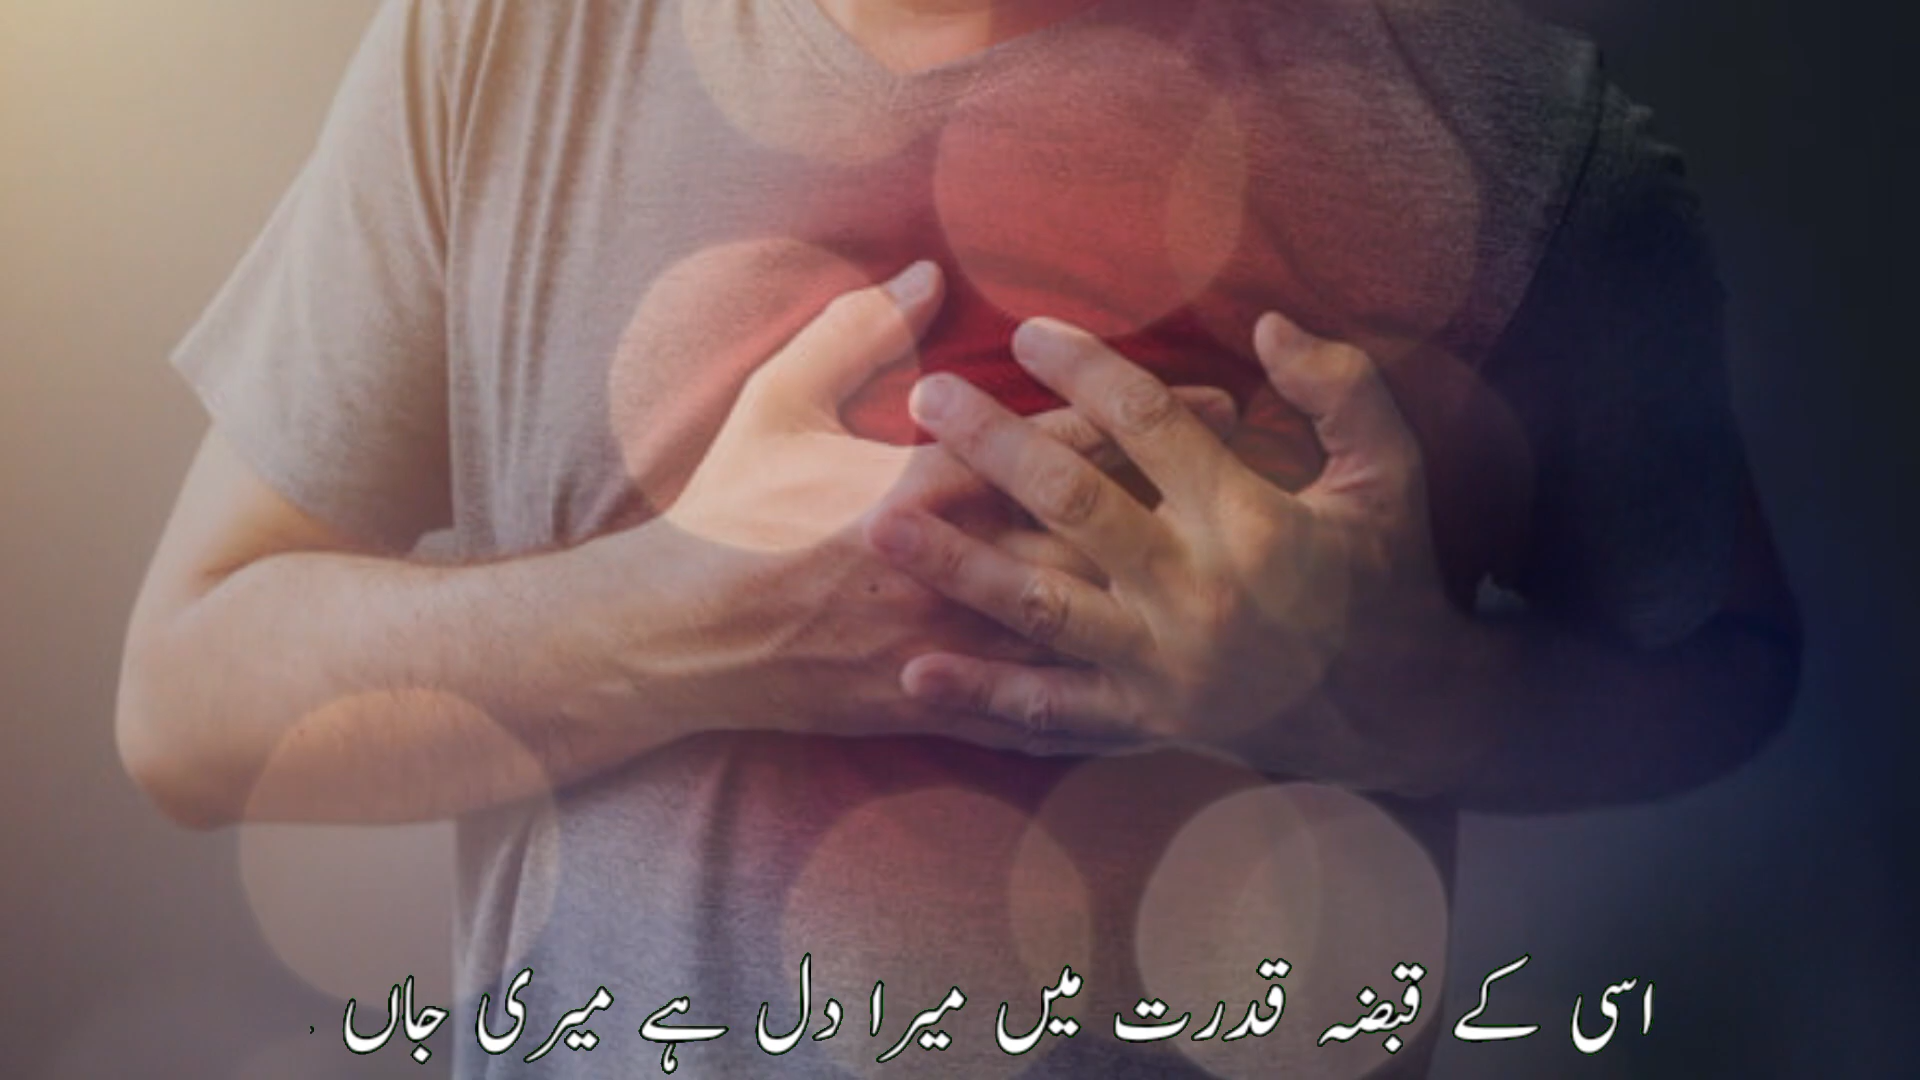 اسی کے قبضہ قدرت میں میرا دل ہے میری جاں